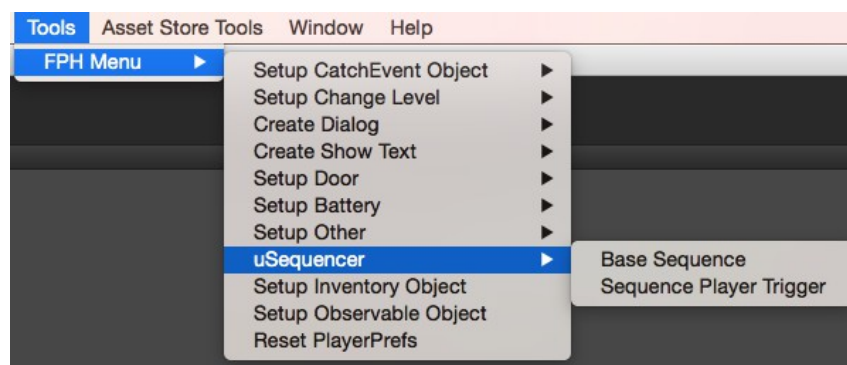 Tools Asset Store Tools Window Help
FPH Menu
Setup CatchEvent Object
Setup Change Level
Create Dialog
Create Show Text
Setup Door
Setup Battery
Setup Other
uSequencer
Base Sequence
Setup Inventory Object
Sequence Player Trigger
Setup Observable Object
Reset PlayerPrefs